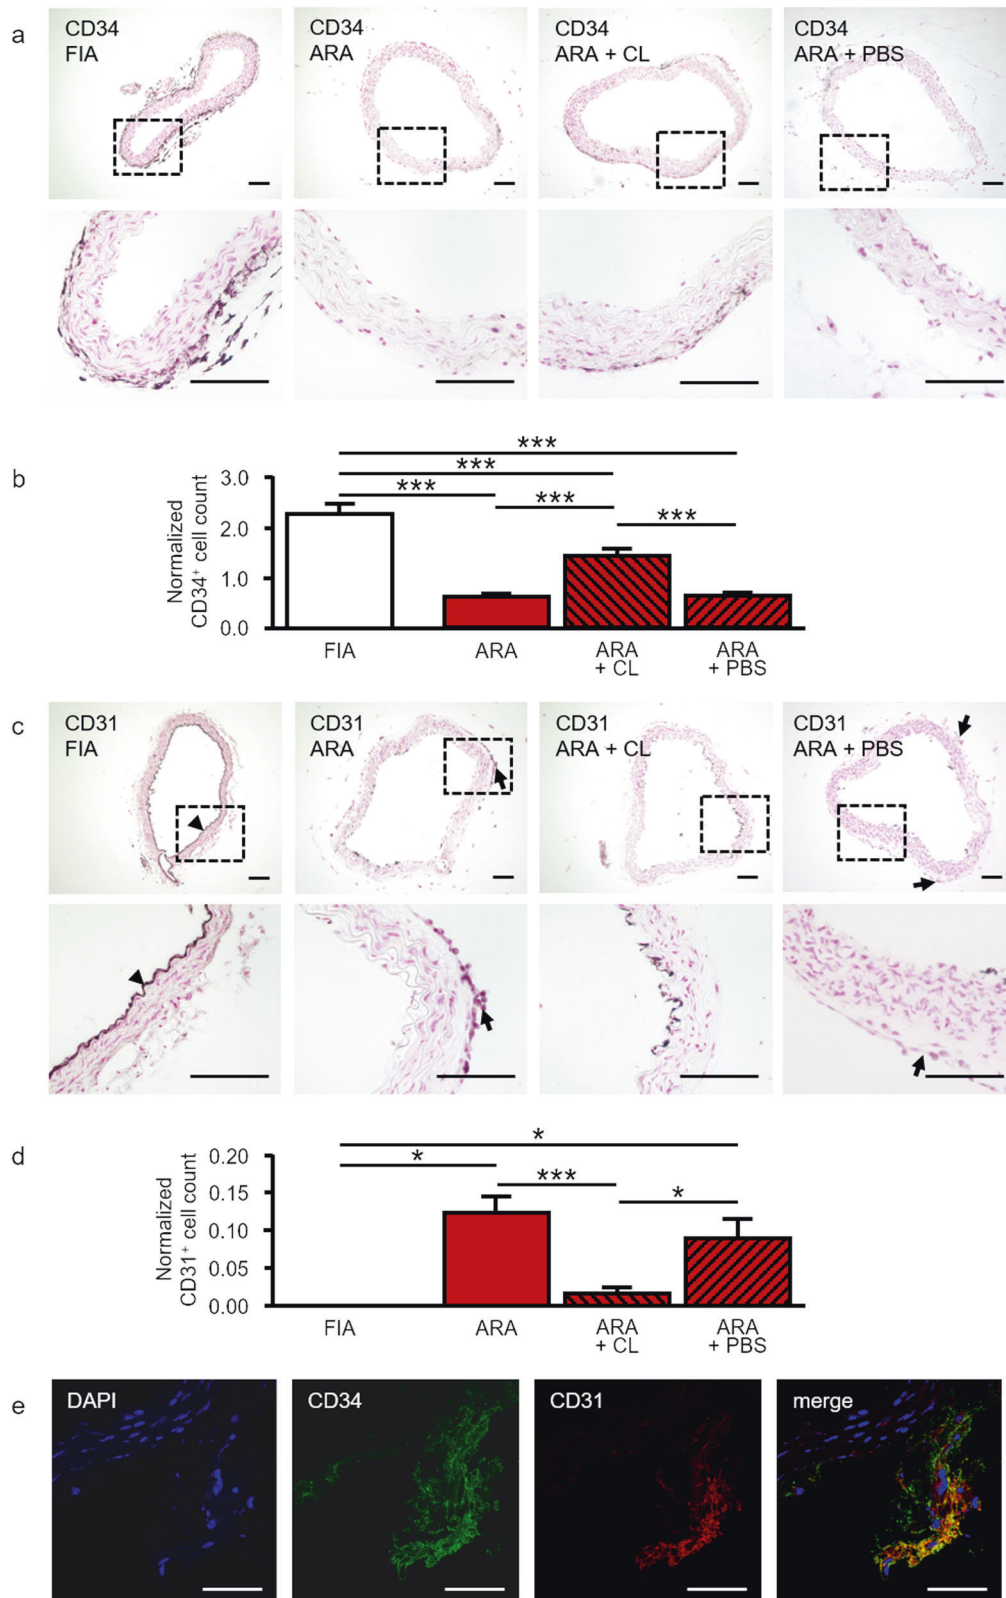 a
CD34
FIA
CD34
ARA
CD34
ARA + CL
CD34
ARA + PBS
b
Normalized
CD34⁺ cell count
3.0
2.0
1.0
0.0
***
***
***
***
***
FIA
ARA
ARA
+ CL
ARA
+ PBS
c
CD31
FIA
CD31
ARA
CD31
ARA + CL
CD31
ARA + PBS
d
Normalized
CD31⁺ cell count
0.20
0.15
0.10
0.05
0.00
*
*
***
*
FIA
ARA
ARA
+ CL
ARA
+ PBS
e
DAPI
CD34
CD31
merge